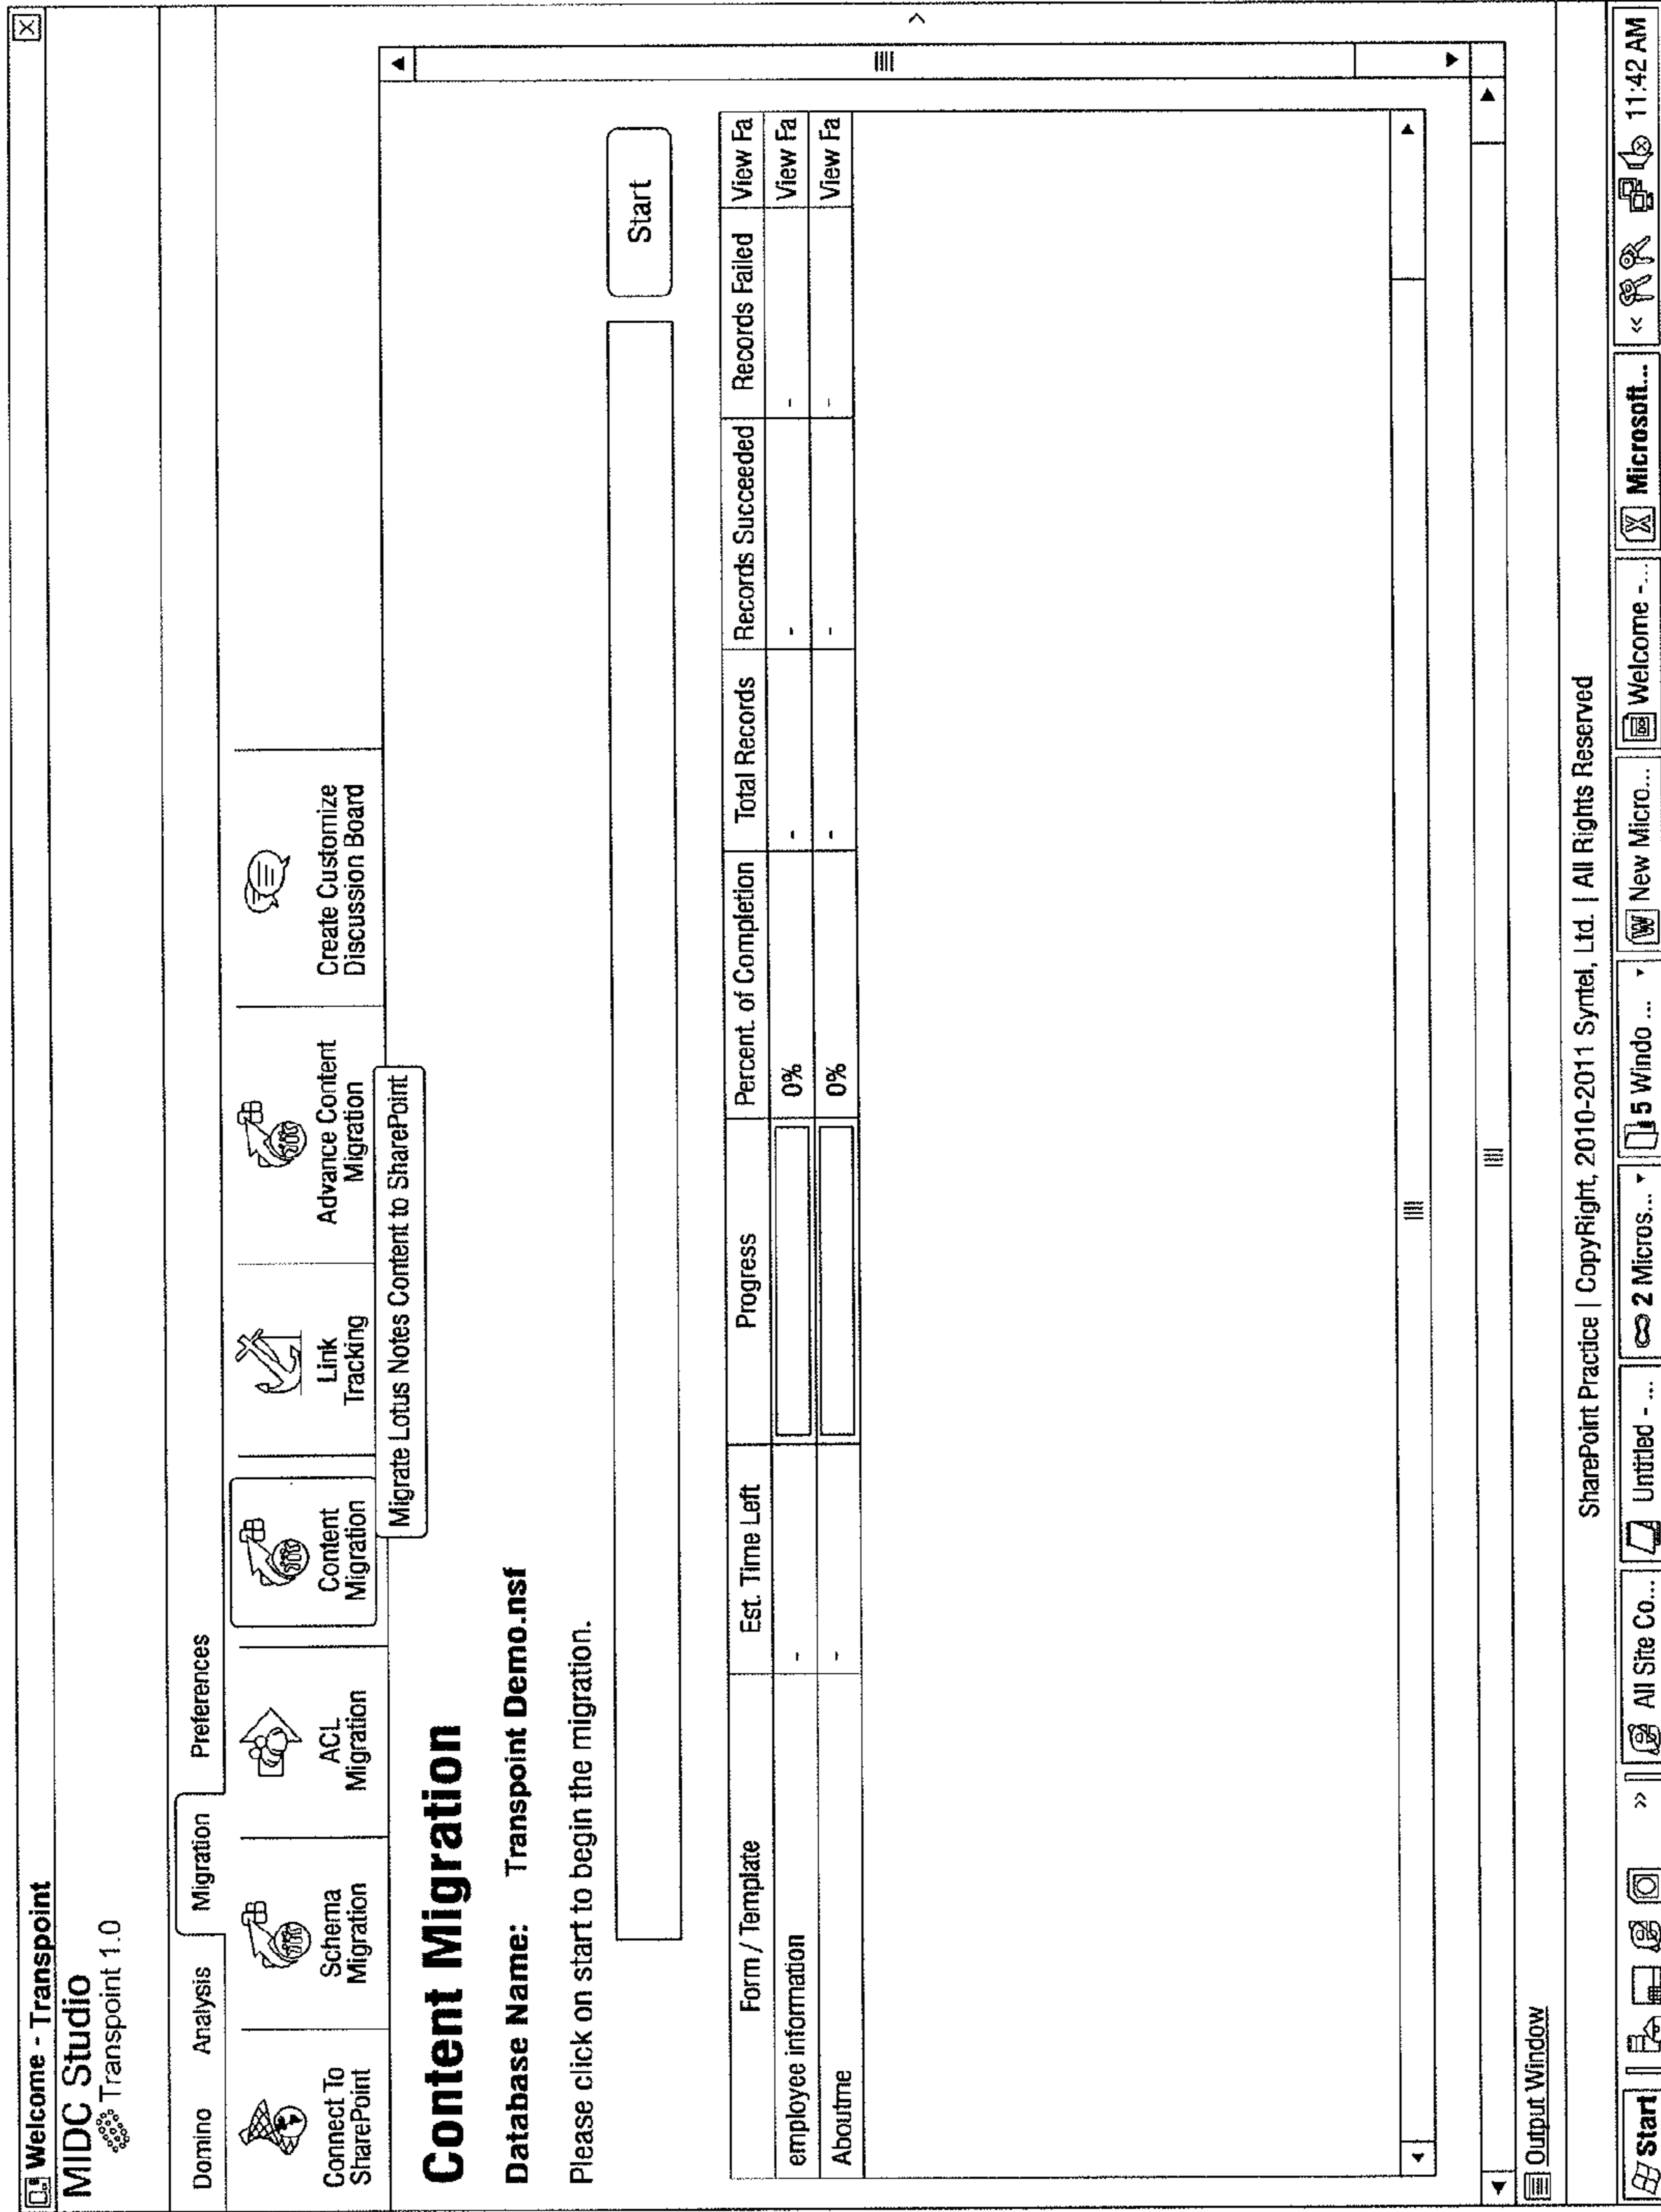 Welcome - Transpoint
MIDC Studio
Transpoint 1.0
Domino Analysis Migration Preferences
Connect To SharePoint
Schema Migration
ACL Migration
Content Migration
Link Tracking
Advance Content Migration
Create Customize Discussion Board
Migrate Lotus Notes Content to SharePoint
Content Migration
Database Name: Transpoint Demo.nsf
Please click on start to begin the migration.
Start
Form / Template Est. Time Left Progress Percent. of Completion Total Records Records Succeeded Records Failed View Fa
employee information - 0% - - - View Fa
Aboutme - 0% - - - View Fa
Output Window
SharePoint Practice | CopyRight, 2010-2011 Syntel, Ltd. | All Rights Reserved
Start » All Site Co... Untitled - ... 2 Micros... 5 Windo ... New Micro... Welcome -... Microsoft... « 11:42 AM